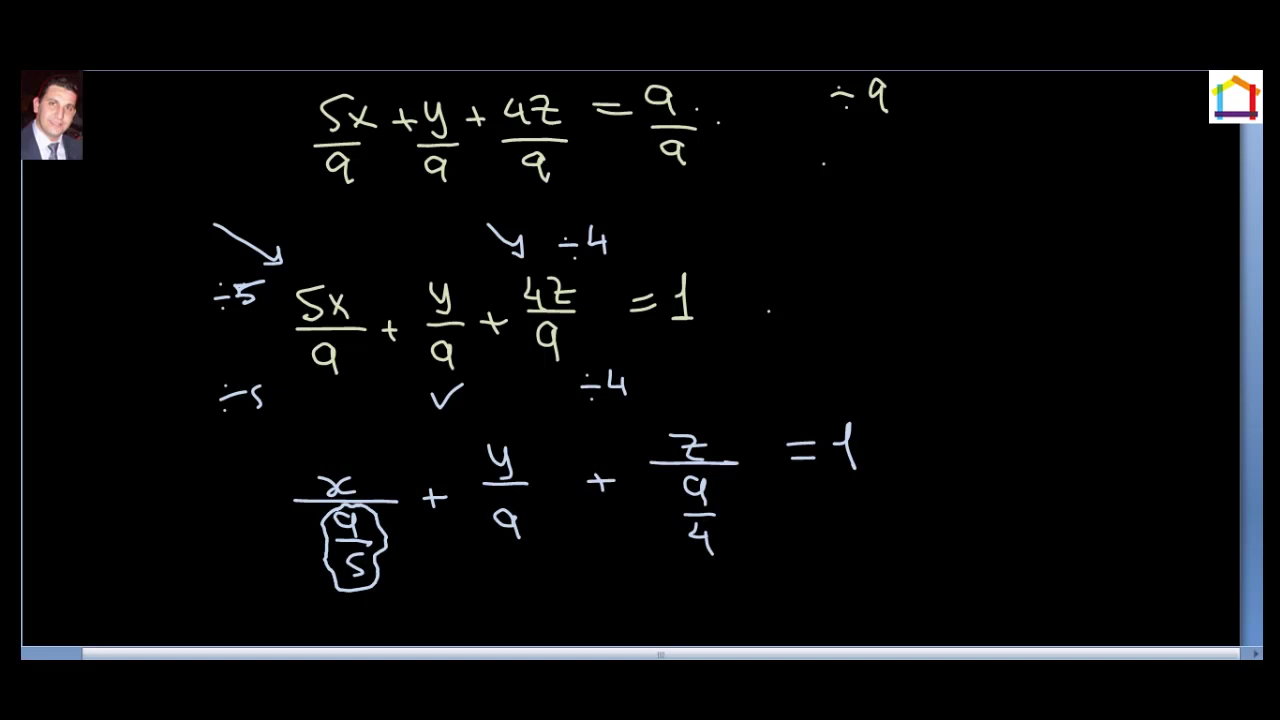 5x/9 + y/9 + 4z/9 = 9/9 ÷9
÷4
÷5 5x/9 + y/9 + 4z/9 = 1
÷5 ✓ ÷4
x/(9/5) + y/9 + z/(9/4) = 1